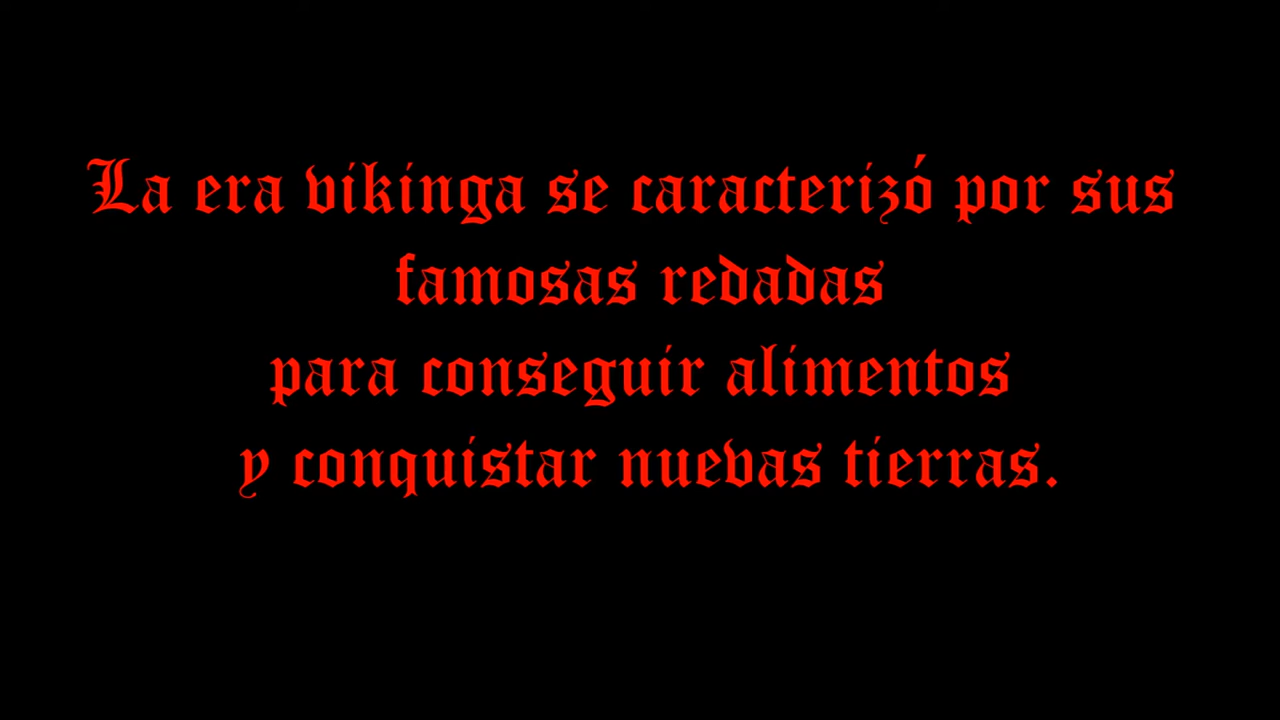 La era vikinga se caracterizó por sus
famosas redadas
para conseguir alimentos
y conquistar nuevas tierras.